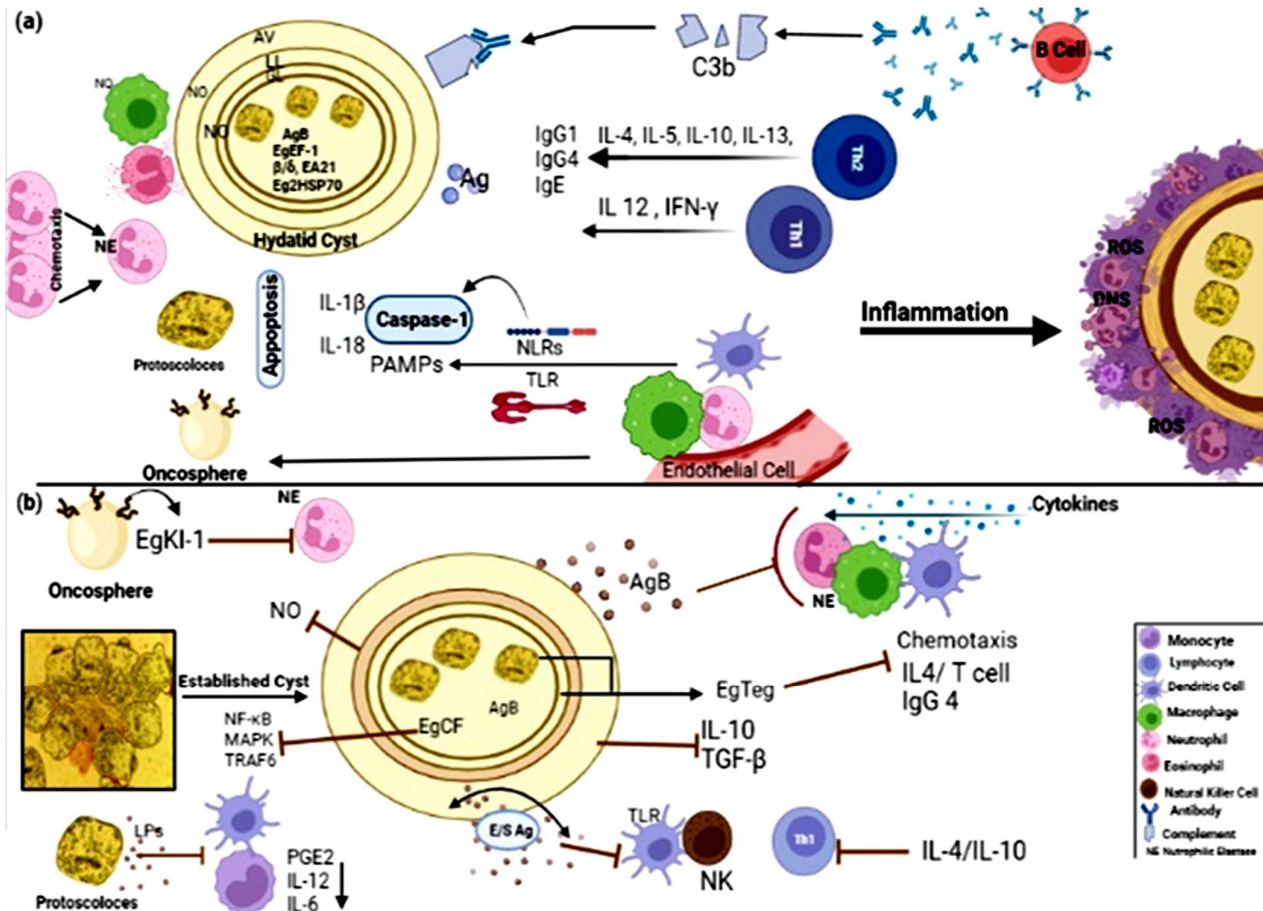 (a)
AV
LL
GL
NO
NO
NO
AgB
EgEF-1
β/δ, EA21
Eg2HSP70
Hydatid Cyst
Chemotaxis
NE
Ag
C3b
B Cell
IgG1
IgG4
IgE
IL-4, IL-5, IL-10, IL-13,
Th2
IL 12 , IFN-γ
Th1
Appoptosis
IL-1β
IL-18
Caspase-1
NLRs
PAMPs
TLR
Protoscoloces
Oncosphere
Endothelial Cell
Inflammation
ROS
RNS
ROS
(b)
NE
EgKI-1
Oncosphere
Cytokines
AgB
NE
NO
Chemotaxis
IL4/ T cell
IgG 4
Established Cyst
EgTeg
AgB
EgCF
NF-κB
MAPK
TRAF6
IL-10
TGF-β
LPs
E/S Ag
TLR
NK
Th1
IL-4/IL-10
PGE2
IL-12
IL-6
Protoscoloces
Monocyte
Lymphocyte
Dendritic Cell
Macrophage
Neutrophil
Eosinophil
Natural Killer Cell
Antibody
Complement
NE Nutrophilic Elastase